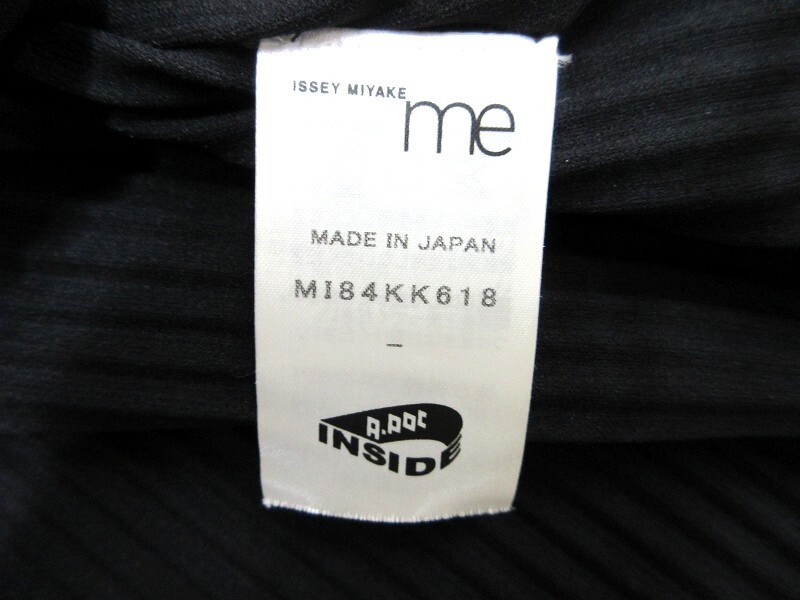 ISSEY MIYAKE
me
MADE IN JAPAN
MI84KK618
–
A.POC
INSIDE